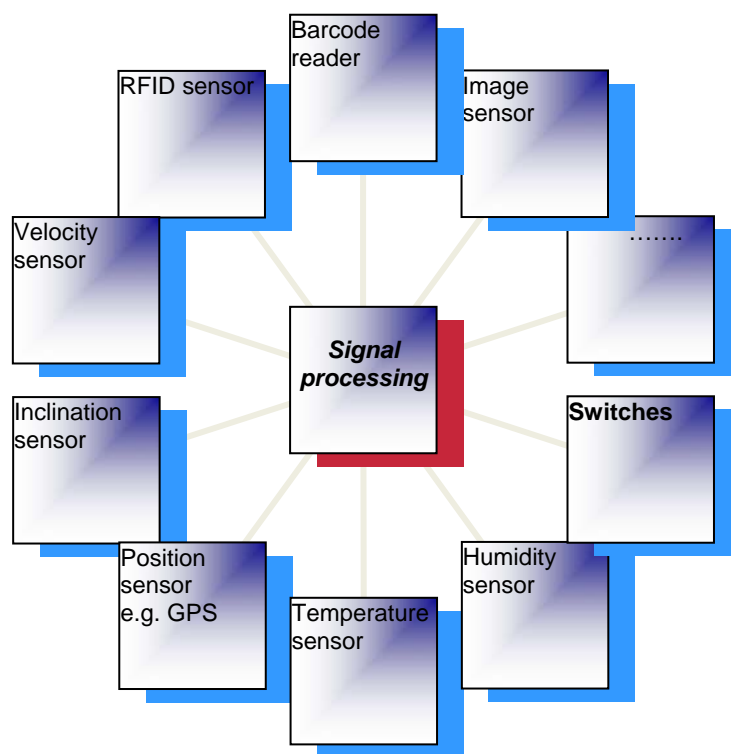 Barcode
reader
RFID sensor
Image
sensor
Velocity
sensor
.......
Signal
processing
Inclination
sensor
Switches
Position
sensor
e.g. GPS
Humidity
sensor
Temperature
sensor